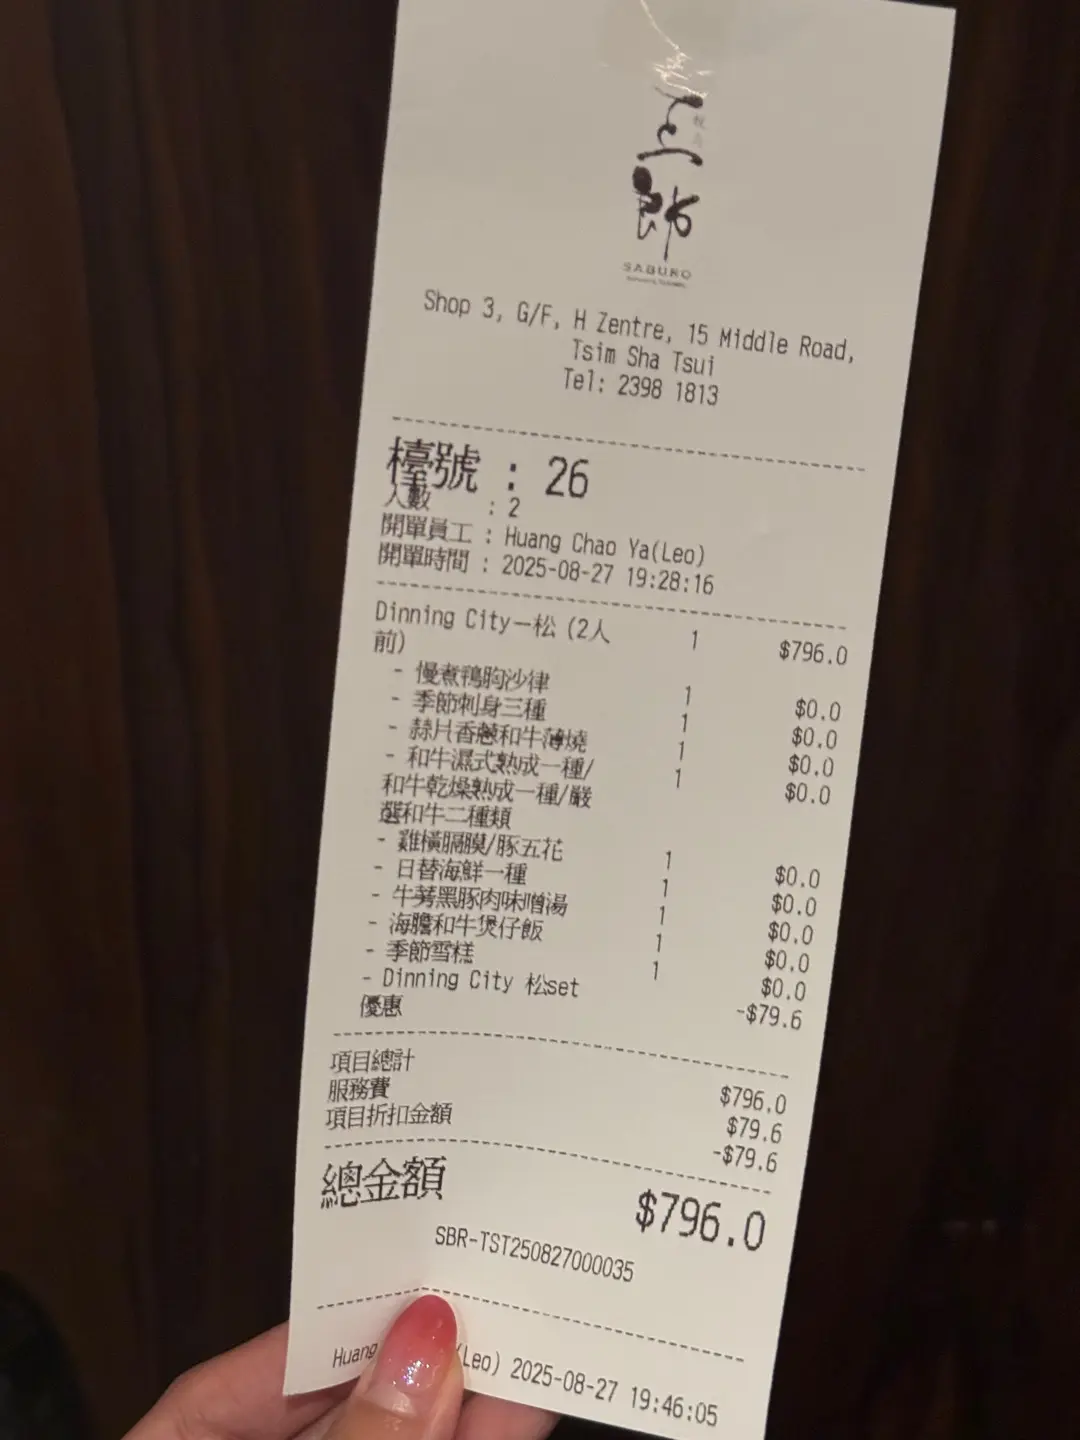 三郎
SABURO
Shop 3, G/F, H Zentre, 15 Middle Road,
Tsim Sha Tsui
Tel: 2398 1813
檯號 : 26
人數 : 2
開單員工 : Huang Chao Ya(Leo)
開單時間 : 2025-08-27 19:28:16
Dinning City－松 (2人 1 $796.0
前)
- 慢煮鴨胸沙律 1 $0.0
- 季節刺身三種 1 $0.0
- 蒜片香蔥和牛薄燒 1 $0.0
- 和牛濕式熟成一種/ 1 $0.0
和牛乾燥熟成一種/嚴
選和牛二種類
- 雞橫膈膜/豚五花 1 $0.0
- 日替海鮮一種 1 $0.0
- 牛蒡黑豚肉味噌湯 1 $0.0
- 海膽和牛煲仔飯 1 $0.0
- 季節雪糕 1 $0.0
- Dinning City 松set -$79.6
優惠
項目總計 $796.0
服務費 $79.6
項目折扣金額 -$79.6
總金額 $796.0
SBR-TST250827000035
Huang (Leo) 2025-08-27 19:46:05